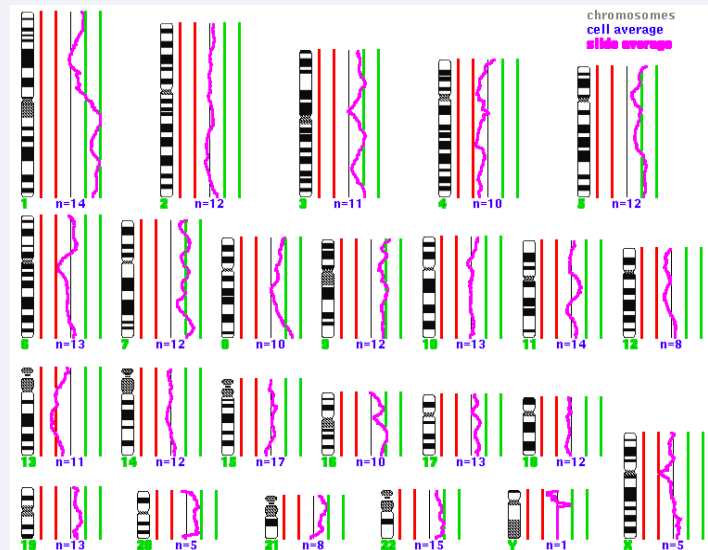 chromosomes
cell average
slide average
1 n=14
2 n=12
3 n=11
4 n=10
5 n=12
6 n=13
7 n=12
8 n=10
9 n=12
10 n=13
11 n=14
12 n=8
13 n=11
14 n=12
15 n=17
16 n=10
17 n=13
18 n=12
19 n=13
20 n=5
21 n=8
22 n=15
Y n=1
X n=5